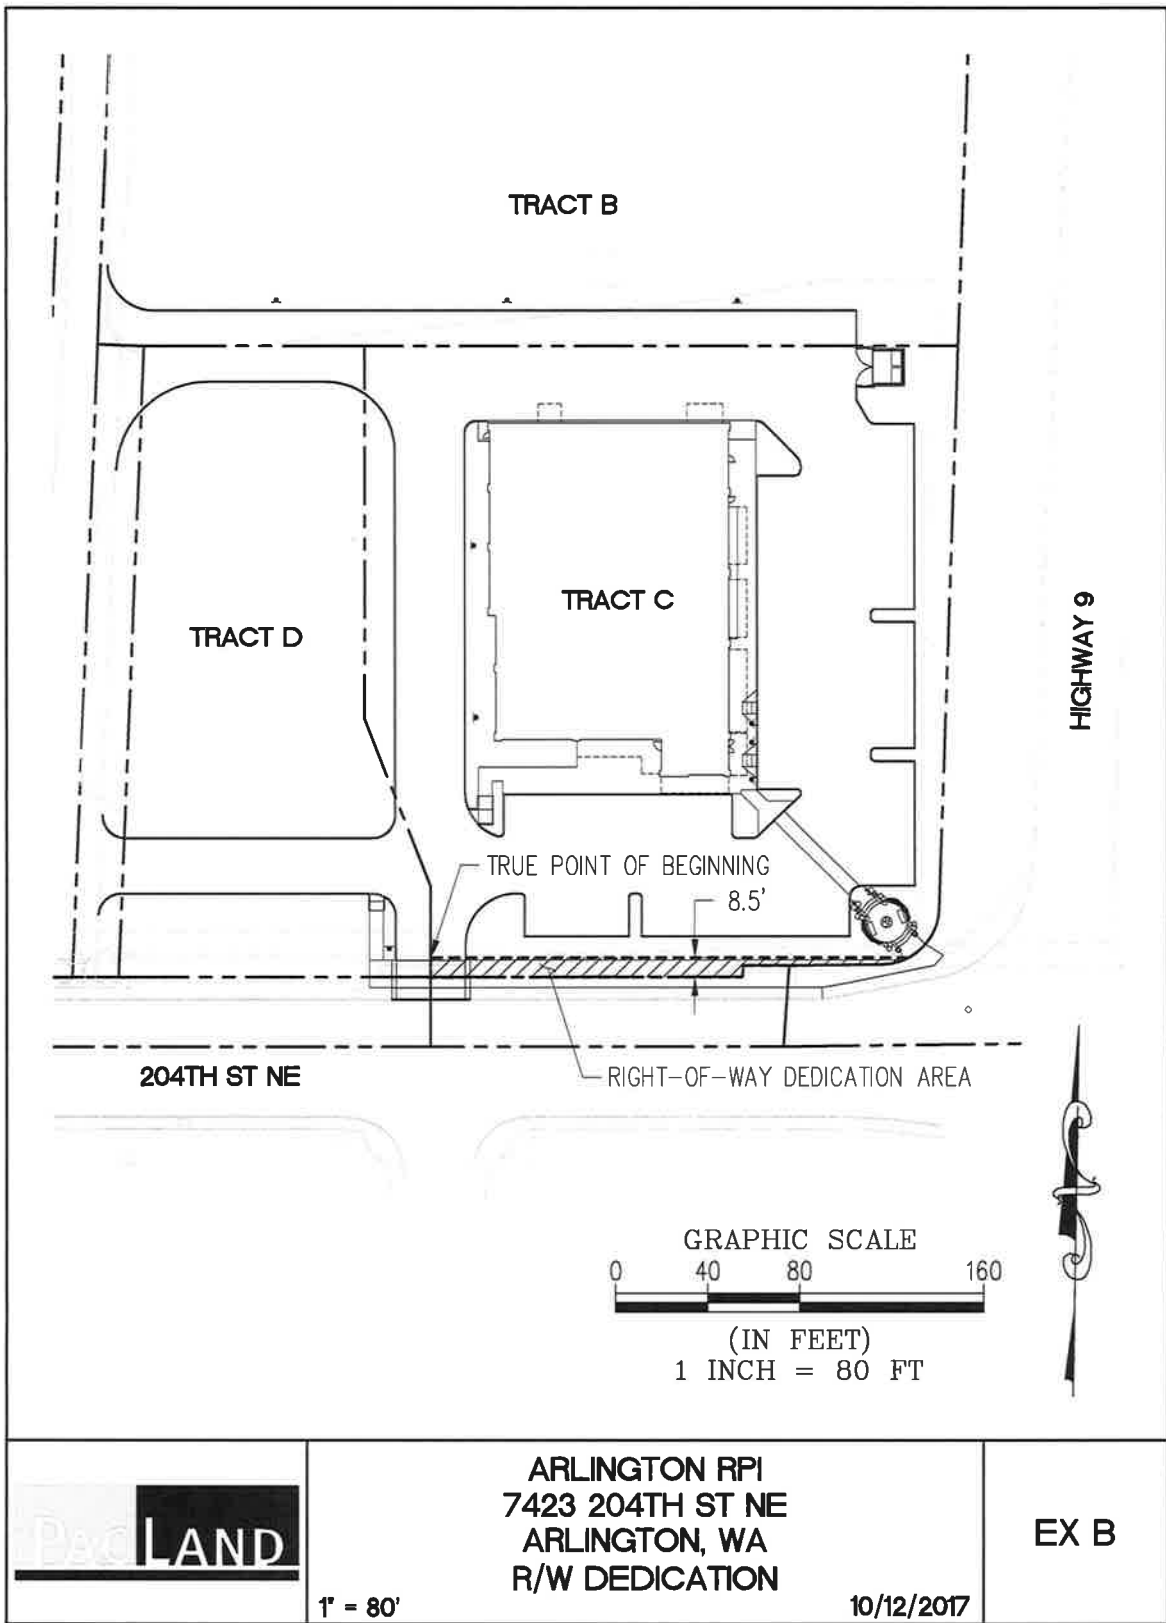 TRACT B
TRACT C
TRACT D
HIGHWAY 9
TRUE POINT OF BEGINNING
8.5'
RIGHT-OF-WAY DEDICATION AREA
204TH ST NE
GRAPHIC SCALE
0 40 80 160
(IN FEET)
1 INCH = 80 FT
PACLAND
ARLINGTON RPI
7423 204TH ST NE
ARLINGTON, WA
R/W DEDICATION
1" = 80'
10/12/2017
EX B